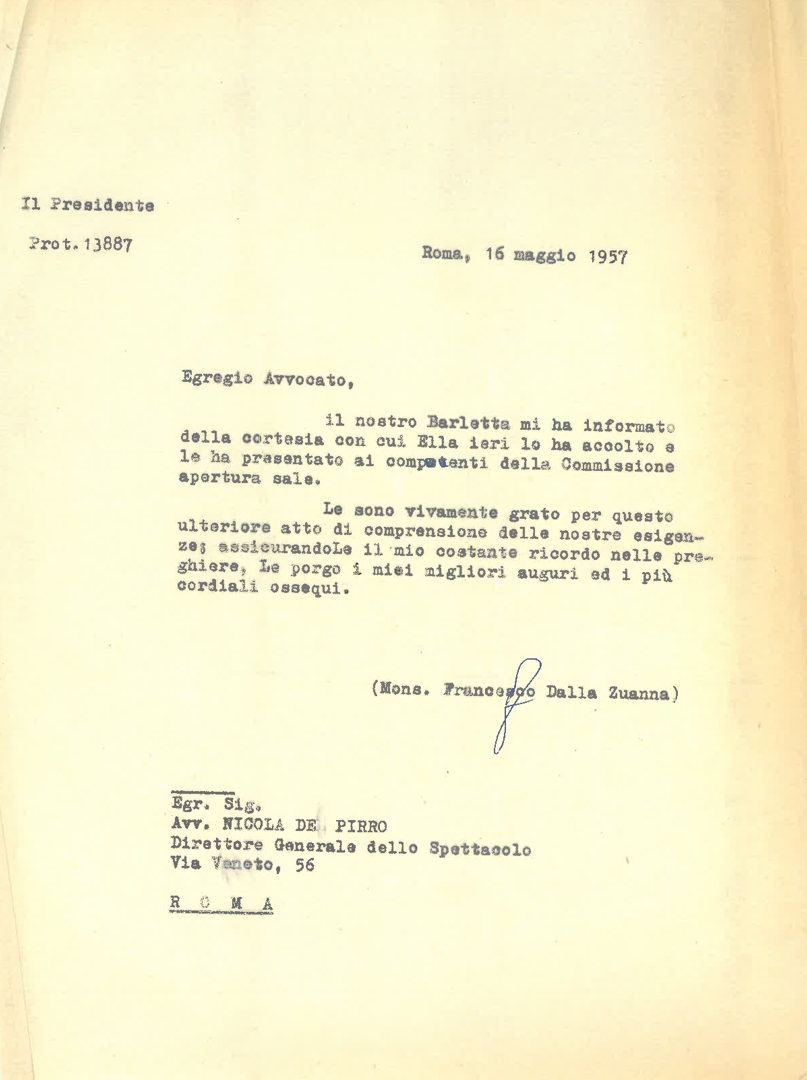 Il Presidente
Prot. 13887
Roma, 16 maggio 1957
Egregio Avvocato,
il nostro Barletta mi ha informato
della cortesia con cui Ella ieri lo ha accolto e
le ha presentato ai competenti della Commissione
apertura sale.
Le sono vivamente grato per questo
ulteriore atto di comprensione delle nostre esigen-
ze; assicurandoLe il mio costante ricordo nelle pre-
ghiere, Le porgo i miei migliori auguri ed i più
cordiali ossequi.
(Mons. Francesco Dalla Zuanna)
Egr. Sig.
Avv. NICOLA DE PIRRO
Direttore Generale dello Spettacolo
Via Veneto, 56
R O M A